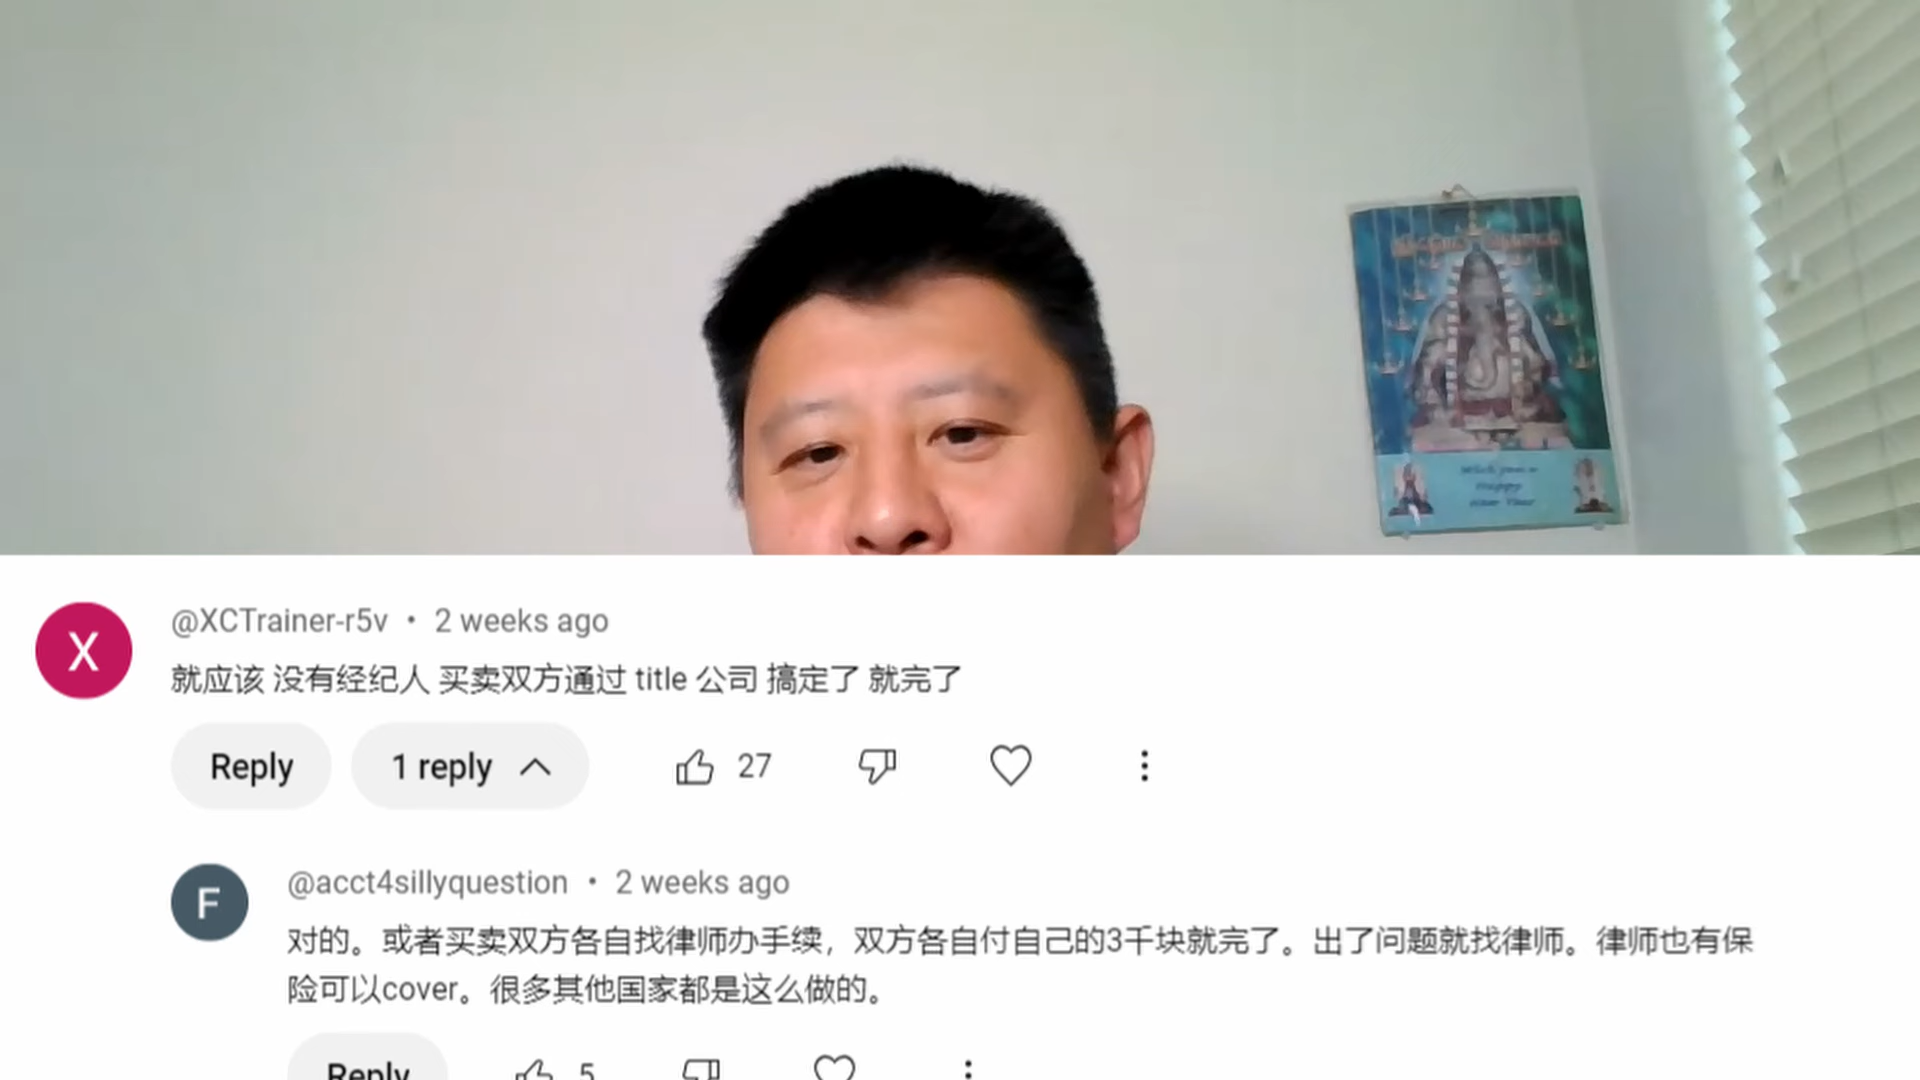 Wish you a
Happy
New Year
@XCTrainer-r5v • 2 weeks ago
就应该 没有经纪人 买卖双方通过 title 公司 搞定了 就完了
Reply 1 reply 27
@acct4sillyquestion • 2 weeks ago
对的。或者买卖双方各自找律师办手续，双方各自付自己的3千块就完了。出了问题就找律师。律师也有保
险可以cover。很多其他国家都是这么做的。
Reply 5
X
F